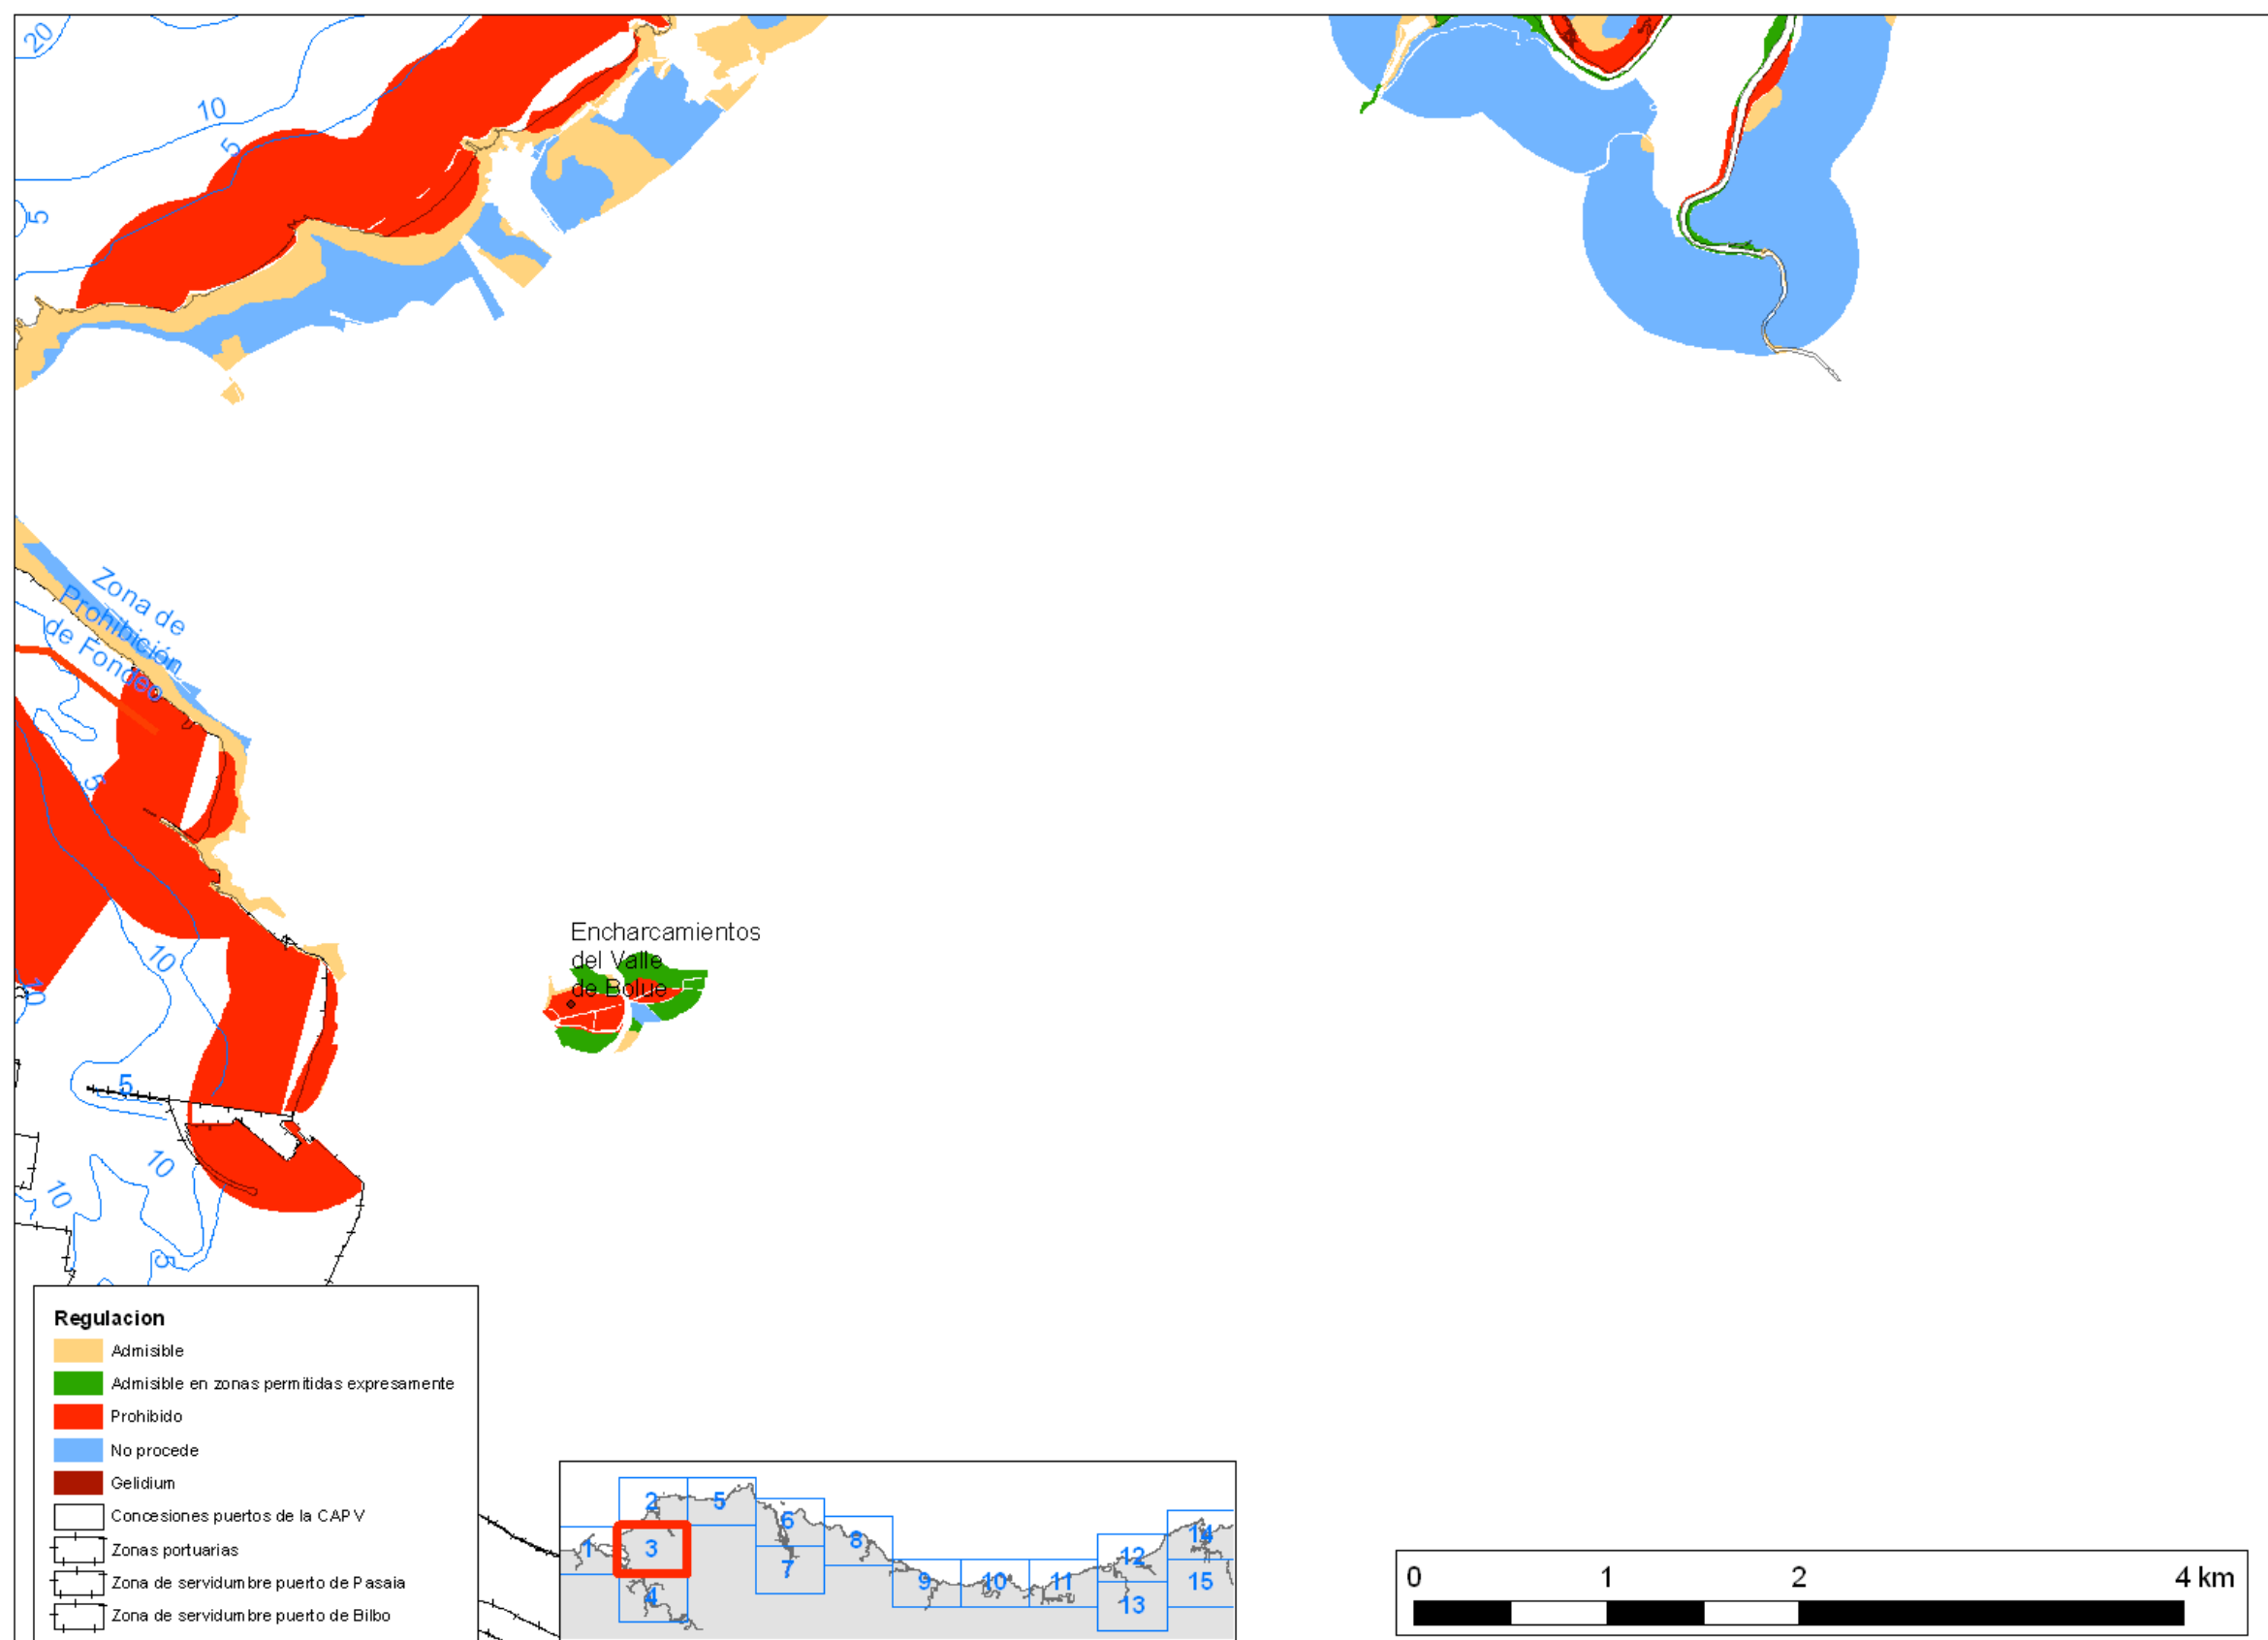 20
10
5
5
Zona de
Prohibición
de Fondeo
5
Encharcamientos
del Valle
de Bolue
10
10
5
10
10
5
Regulacion
Admisible
Admisible en zonas permitidas expresamente
Prohibido
No procede
Gelidium
Concesiones puertos de la CAPV
Zonas portuarias
Zona de servidumbre puerto de Pasaia
Zona de servidumbre puerto de Bilbo
1
2
3
4
5
6
7
8
9
10
11
12
13
14
15
0 1 2 4 km